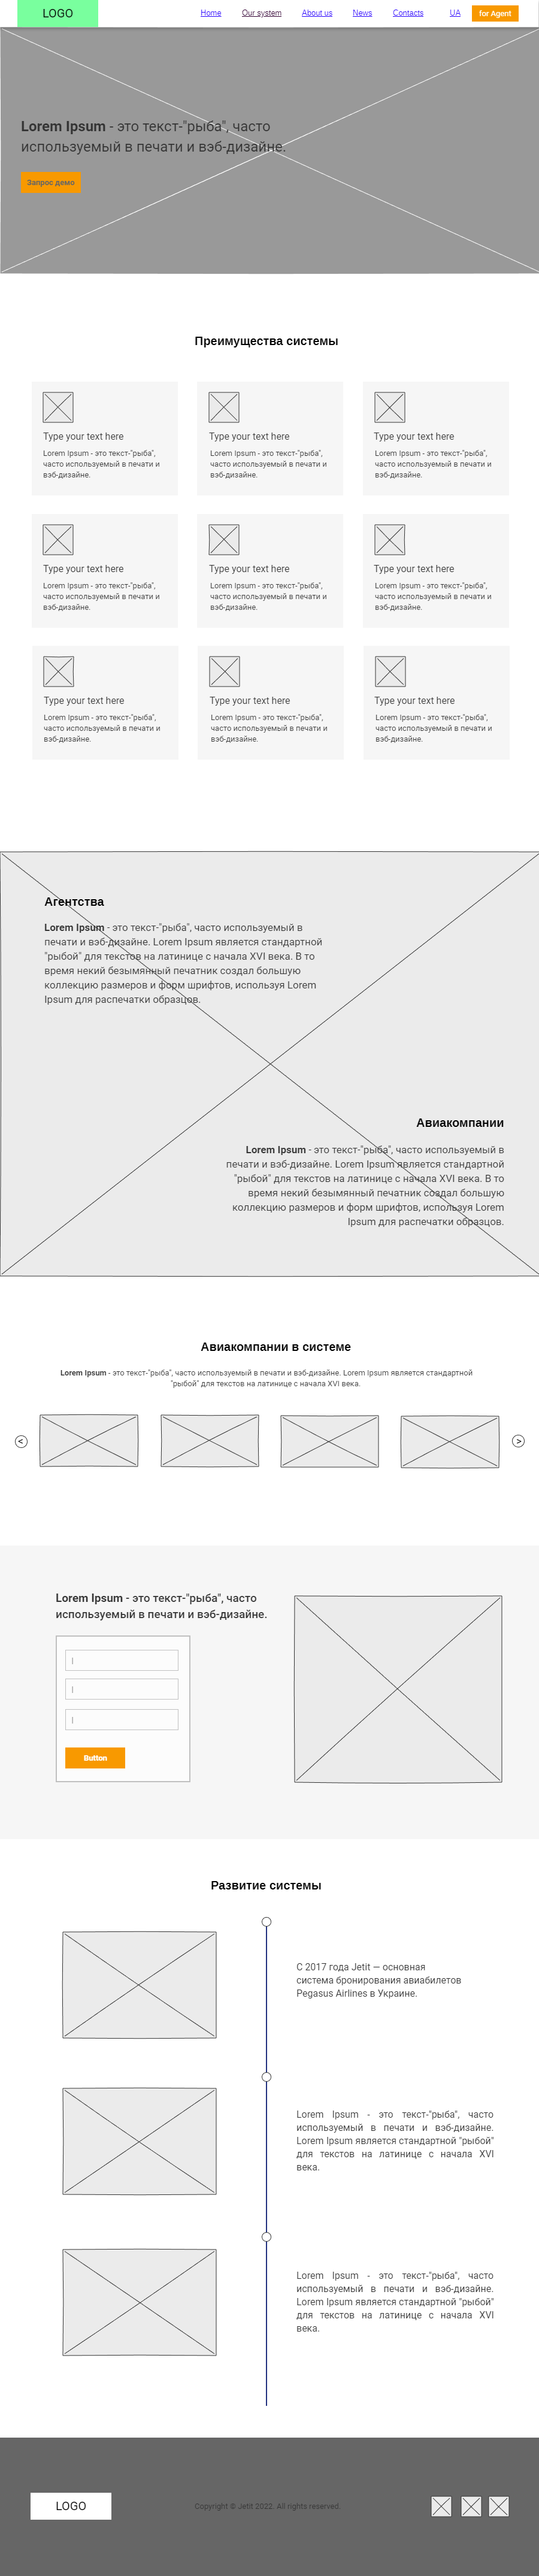 LOGO
Home Our system About us News Contacts UA for Agent
Lorem Ipsum - это текст-"рыба", часто
используемый в печати и вэб-дизайне.
Запрос демо
Преимущества системы
Type your text here
Lorem Ipsum - это текст-"рыба",
часто используемый в печати и
вэб-дизайне.
Type your text here
Lorem Ipsum - это текст-"рыба",
часто используемый в печати и
вэб-дизайне.
Type your text here
Lorem Ipsum - это текст-"рыба",
часто используемый в печати и
вэб-дизайне.
Type your text here
Lorem Ipsum - это текст-"рыба",
часто используемый в печати и
вэб-дизайне.
Type your text here
Lorem Ipsum - это текст-"рыба",
часто используемый в печати и
вэб-дизайне.
Type your text here
Lorem Ipsum - это текст-"рыба",
часто используемый в печати и
вэб-дизайне.
Type your text here
Lorem Ipsum - это текст-"рыба",
часто используемый в печати и
вэб-дизайне.
Type your text here
Lorem Ipsum - это текст-"рыба",
часто используемый в печати и
вэб-дизайне.
Type your text here
Lorem Ipsum - это текст-"рыба",
часто используемый в печати и
вэб-дизайне.
Агентства
Lorem Ipsum - это текст-"рыба", часто используемый в
печати и вэб-дизайне. Lorem Ipsum является стандартной
"рыбой" для текстов на латинице с начала XVI века. В то
время некий безымянный печатник создал большую
коллекцию размеров и форм шрифтов, используя Lorem
Ipsum для распечатки образцов.
Авиакомпании
Lorem Ipsum - это текст-"рыба", часто используемый в
печати и вэб-дизайне. Lorem Ipsum является стандартной
"рыбой" для текстов на латинице с начала XVI века. В то
время некий безымянный печатник создал большую
коллекцию размеров и форм шрифтов, используя Lorem
Ipsum для распечатки образцов.
Авиакомпании в системе
Lorem Ipsum - это текст-"рыба", часто используемый в печати и вэб-дизайне. Lorem Ipsum является стандартной
"рыбой" для текстов на латинице с начала XVI века.
< >
Lorem Ipsum - это текст-"рыба", часто
используемый в печати и вэб-дизайне.
Button
Развитие системы
С 2017 года Jetit — основная
система бронирования авиабилетов
Pegasus Airlines в Украине.
Lorem Ipsum - это текст-"рыба", часто
используемый в печати и вэб-дизайне.
Lorem Ipsum является стандартной "рыбой"
для текстов на латинице с начала XVI
века.
Lorem Ipsum - это текст-"рыба", часто
используемый в печати и вэб-дизайне.
Lorem Ipsum является стандартной "рыбой"
для текстов на латинице с начала XVI
века.
LOGO
Copyright © Jetit 2022. All rights reserved.